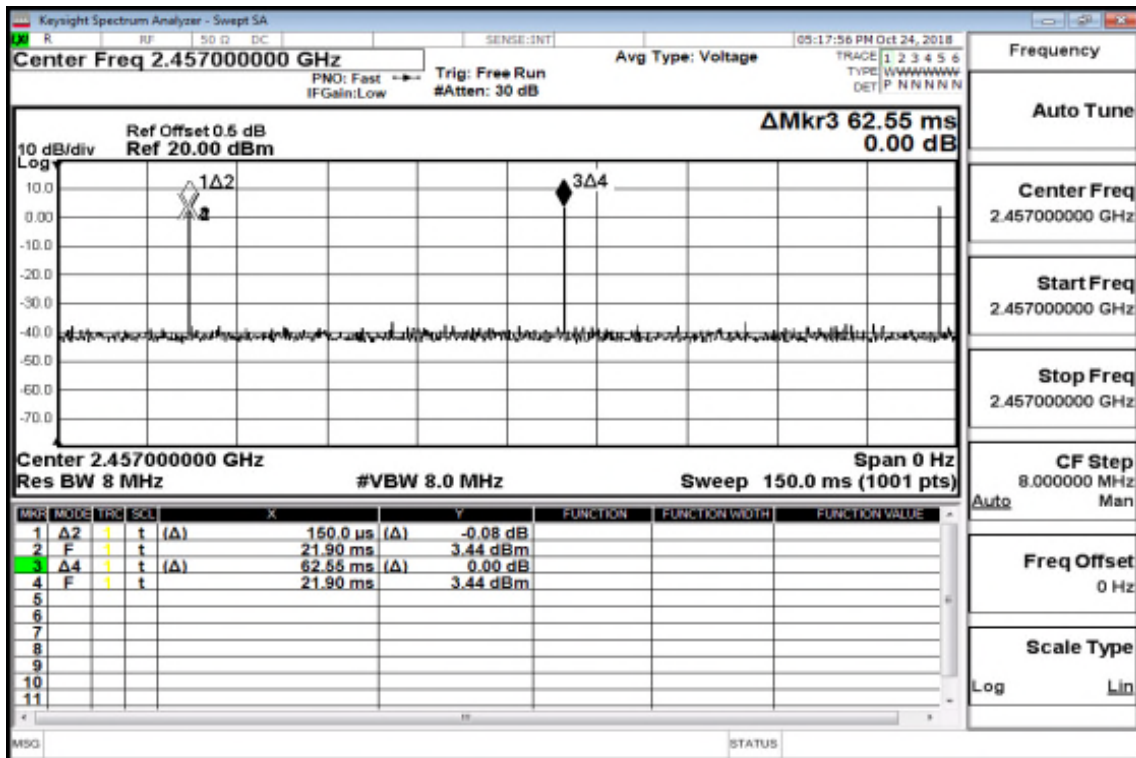 Keysight Spectrum Analyzer - Swept SA
R RF 50 Ω DC SENSE:INT 05:17:56 PM Oct 24, 2018
Center Freq 2.457000000 GHz
PNO: Fast
IFGain:Low
Trig: Free Run
#Atten: 30 dB
Avg Type: Voltage
TRACE 1 2 3 4 5 6
TYPE WWWWWW
DET P N N N N N
Ref Offset 0.5 dB
Ref 20.00 dBm
10 dB/div
Log
ΔMkr3 62.55 ms
0.00 dB
10.0
0.00
-10.0
-20.0
-30.0
-40.0
-50.0
-60.0
-70.0
1Δ2
3Δ4
Center 2.457000000 GHz
Span 0 Hz
Res BW 8 MHz
#VBW 8.0 MHz
Sweep 150.0 ms (1001 pts)
MKR MODE TRC SCL X Y FUNCTION FUNCTION WIDTH FUNCTION VALUE
1 Δ2 1 t (Δ) 150.0 µs (Δ) -0.08 dB
2 F 1 t 21.90 ms 3.44 dBm
3 Δ4 1 t (Δ) 62.55 ms (Δ) 0.00 dB
4 F 1 t 21.90 ms 3.44 dBm
5
6
7
8
9
10
11
MSG
STATUS
Frequency
Auto Tune
Center Freq
2.457000000 GHz
Start Freq
2.457000000 GHz
Stop Freq
2.457000000 GHz
CF Step
8.000000 MHz
Auto Man
Freq Offset
0 Hz
Scale Type
Log Lin